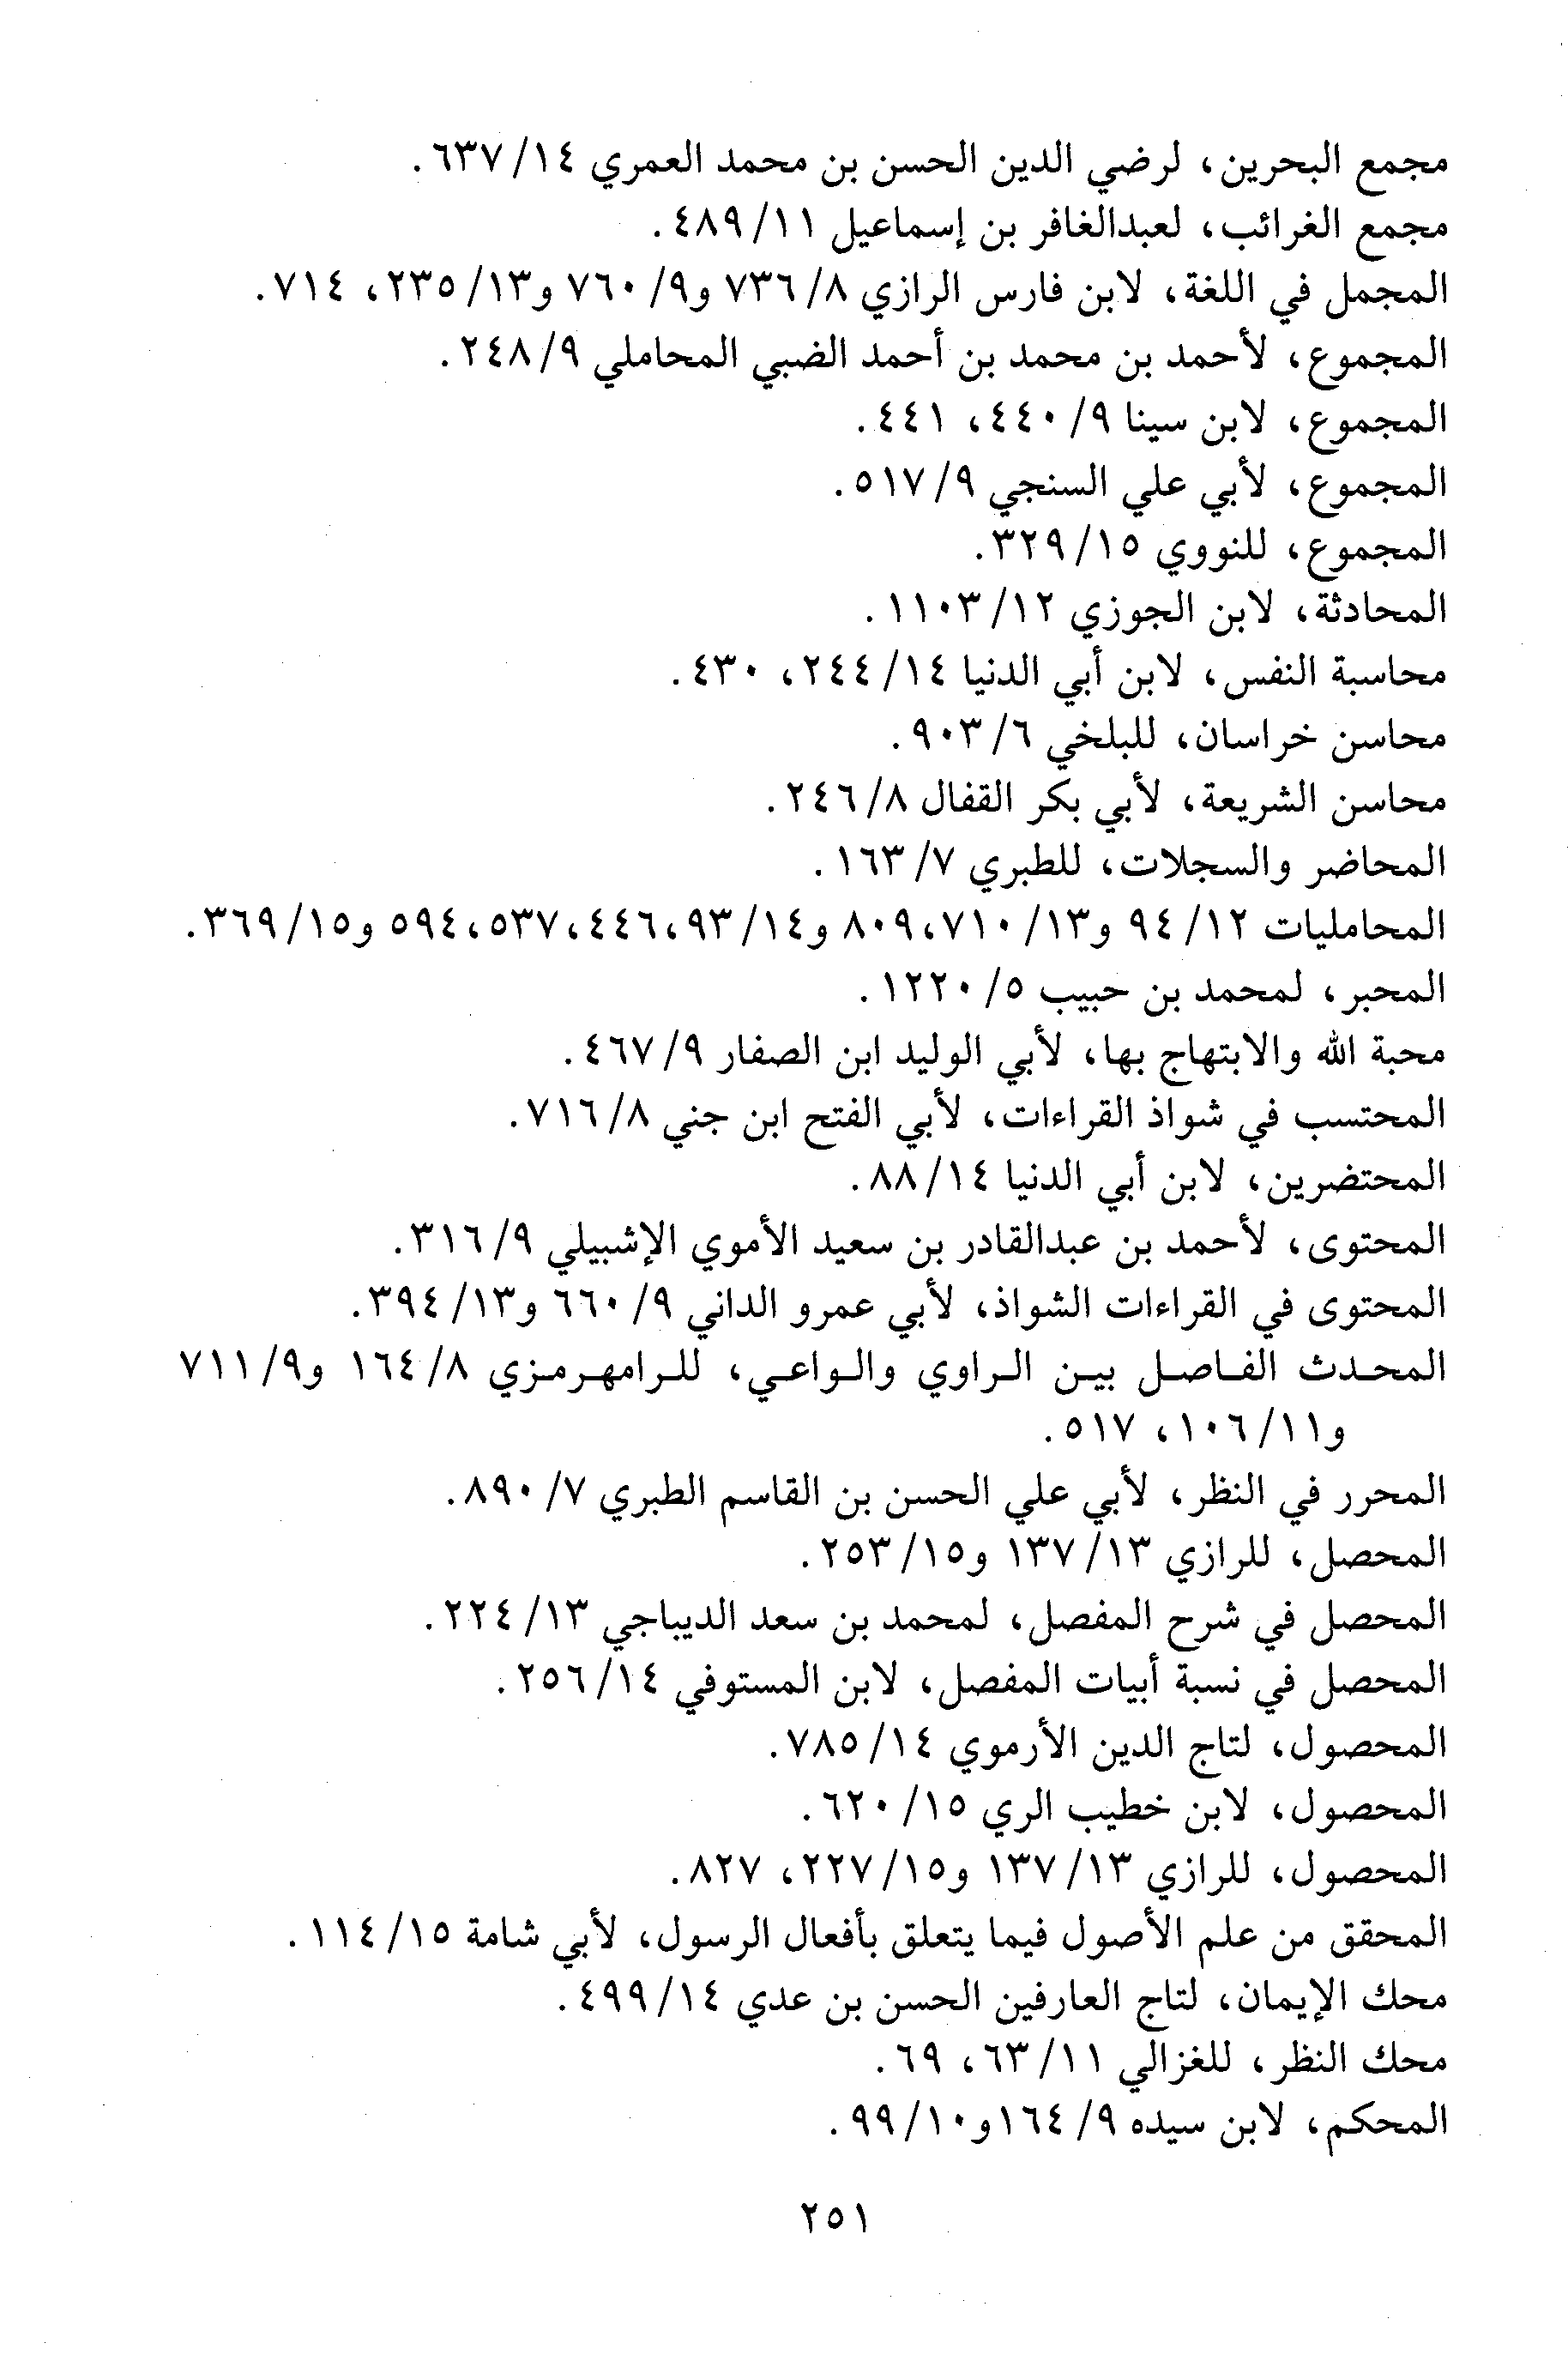 مجمع البحرين، لرضي الدين الحسن بن محمد العمري ١٤/ ٦٣٧.
مجمع الغرائب، لعبدالغافر بن إسماعيل ١١/ ٤٨٩.
المجمل في اللغة، لابن فارس الرازي ٨/ ٧٣٦ و٩/ ٧٦٠ و١٣/ ٢٣٥، ٧١٤.
المجموع، لأحمد بن محمد بن أحمد الضبي المحاملي ٩/ ٢٤٨.
المجموع، لابن سينا ٩/ ٤٤٠، ٤٤١.
المجموع، لأبي علي السنجي ٩/ ٥١٧.
المجموع، للنووي ١٥/ ٣٢٩.
المحادثة، لابن الجوزي ١٢/ ١١٠٣.
محاسبة النفس، لابن أبي الدنيا ١٤/ ٢٤٤، ٤٣٠.
محاسن خراسان، للبلخي ٦/ ٩٠٣.
محاسن الشريعة، لأبي بكر القفال ٨/ ٢٤٦.
المحاضر والسجلات، للطبري ٧/ ١٦٣.
المحامليات ١٢/ ٩٤ و١٣/ ٧١٠، ٨٠٩ و١٤/ ٩٣، ٤٤٦، ٥٣٧، ٥٩٤ و١٥/ ٣٦٩.
المحبر، لمحمد بن حبيب ٥/ ١٢٢٠.
محبة الله والابتهاج بها، لأبي الوليد ابن الصفار ٩/ ٤٦٧.
المحتسب في شواذ القراءات، لأبي الفتح ابن جني ٨/ ٧١٦.
المحتضرين، لابن أبي الدنيا ١٤/ ٨٨.
المحتوى، لأحمد بن عبدالقادر بن سعيد الأموي الإشبيلي ٩/ ٣١٦.
المحتوى في القراءات الشواذ، لأبي عمرو الداني ٩/ ٦٦٠ و١٣/ ٣٩٤.
المحدث الفاصل بين الراوي والواعي، للرامهرمزي ٨/ ١٦٤ و٩/ ٧١١
و١١/ ١٠٦، ٥١٧.
المحرر في النظر، لأبي علي الحسن بن القاسم الطبري ٧/ ٨٩٠.
المحصل، للرازي ١٣/ ١٣٧ و١٥/ ٢٥٣.
المحصل في شرح المفصل، لمحمد بن سعد الديباجي ١٣/ ٢٢٤.
المحصل في نسبة أبيات المفصل، لابن المستوفي ١٤/ ٢٥٦.
المحصول، لتاج الدين الأرموي ١٤/ ٧٨٥.
المحصول، لابن خطيب الري ١٥/ ٦٢٠.
المحصول، للرازي ١٣/ ١٣٧ و١٥/ ٢٢٧، ٨٢٧.
المحقق من علم الأصول فيما يتعلق بأفعال الرسول، لأبي شامة ١٥/ ١١٤.
محك الإيمان، لتاج العارفين الحسن بن عدي ١٤/ ٤٩٩.
محك النظر، للغزالي ١١/ ٦٣، ٦٩.
المحكم، لابن سيده ٩/ ١٦٤و١٠/ ٩٩.
٢٥١